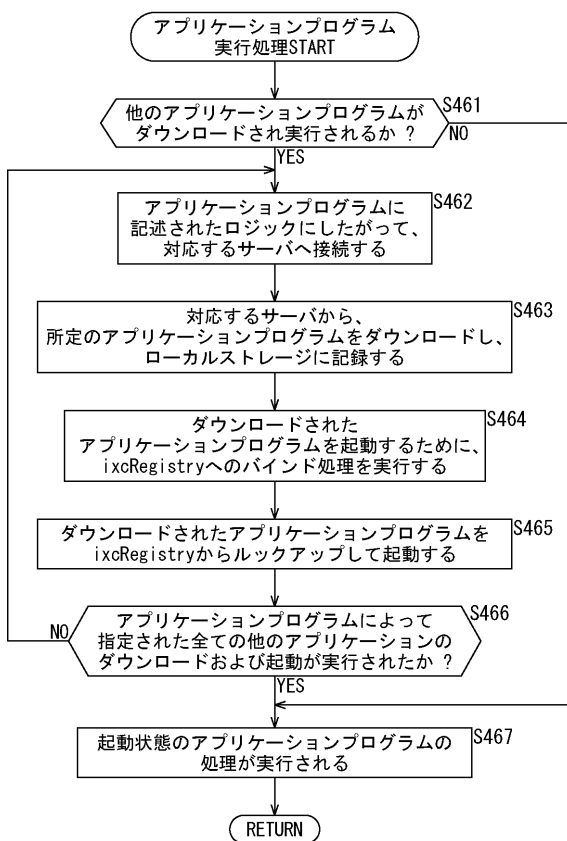 アプリケーションプログラム
実行処理START
S461
他のアプリケーションプログラムが
ダウンロードされ実行されるか ?
NO
YES
S462
アプリケーションプログラムに
記述されたロジックにしたがって、
対応するサーバへ接続する
S463
対応するサーバから、
所定のアプリケーションプログラムをダウンロードし、
ローカルストレージに記録する
S464
ダウンロードされた
アプリケーションプログラムを起動するために、
ixcRegistryへのバインド処理を実行する
S465
ダウンロードされたアプリケーションプログラムを
ixcRegistryからルックアップして起動する
S466
アプリケーションプログラムによって
指定された全ての他のアプリケーションの
ダウンロードおよび起動が実行されたか ?
NO
YES
S467
起動状態のアプリケーションプログラムの
処理が実行される
RETURN